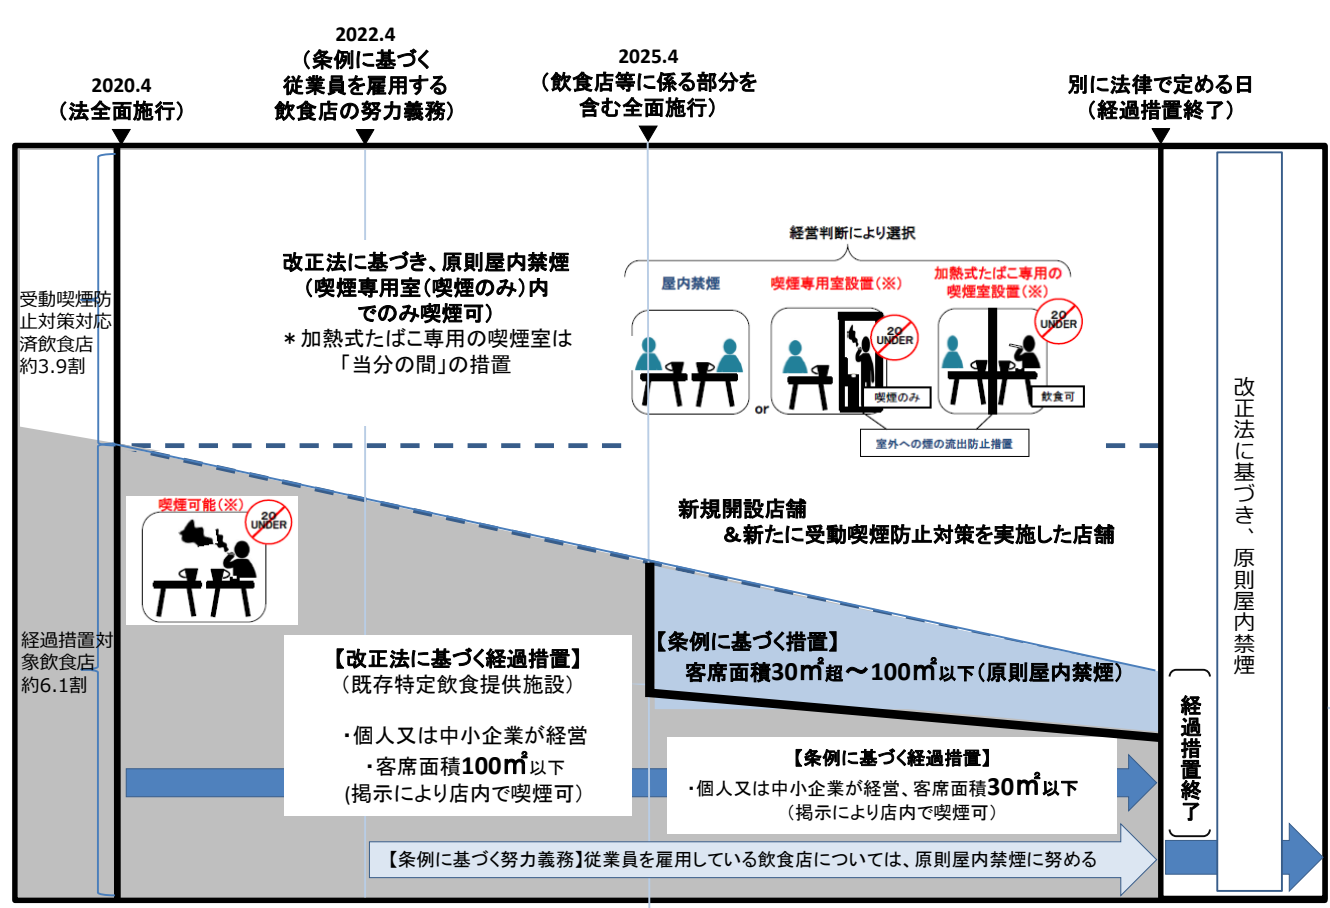 2020.4
（法全面施行）
2022.4
（条例に基づく
従業員を雇用する
飲食店の努力義務）
2025.4
（飲食店等に係る部分を
含む全面施行）
別に法律で定める日
（経過措置終了）
受動喫煙防
止対策対応
済飲食店
約3.9割
改正法に基づき、原則屋内禁煙
（喫煙専用室（喫煙のみ）内
でのみ喫煙可）
＊加熱式たばこ専用の喫煙室は
「当分の間」の措置
経営判断により選択
屋内禁煙
喫煙専用室設置（※）
加熱式たばこ専用の
喫煙室設置（※）
20
UNDER
20
UNDER
喫煙のみ
飲食可
or
室外への煙の流出防止措置
喫煙可能（※）
20
UNDER
新規開設店舗
＆新たに受動喫煙防止対策を実施した店舗
経過措置対
象飲食店
約6.1割
【改正法に基づく経過措置】
（既存特定飲食提供施設）
・個人又は中小企業が経営
・客席面積100㎡以下
（掲示により店内で喫煙可）
【条例に基づく措置】
客席面積30㎡超～100㎡以下（原則屋内禁煙）
【条例に基づく経過措置】
・個人又は中小企業が経営、客席面積30㎡以下
（掲示により店内で喫煙可）
【条例に基づく努力義務】従業員を雇用している飲食店については、原則屋内禁煙に努める
（経過措置終了）
改正法に基づき、原則屋内禁煙